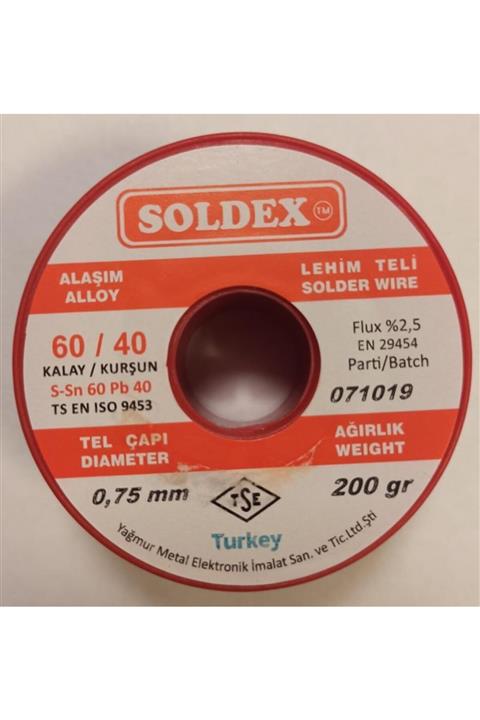 SOLDEX TM
ALAŞIM
ALLOY
LEHİM TELİ
SOLDER WIRE
60 / 40
KALAY / KURŞUN
S-Sn 60 Pb 40
TS EN ISO 9453
Flux %2,5
EN 29454
Parti/Batch
071019
TEL ÇAPI
DIAMETER
AĞIRLIK
WEIGHT
0,75 mm
TSE
200 gr
Turkey
Yağmur Metal Elektronik İmalat San. ve Tic.Ltd.Şti